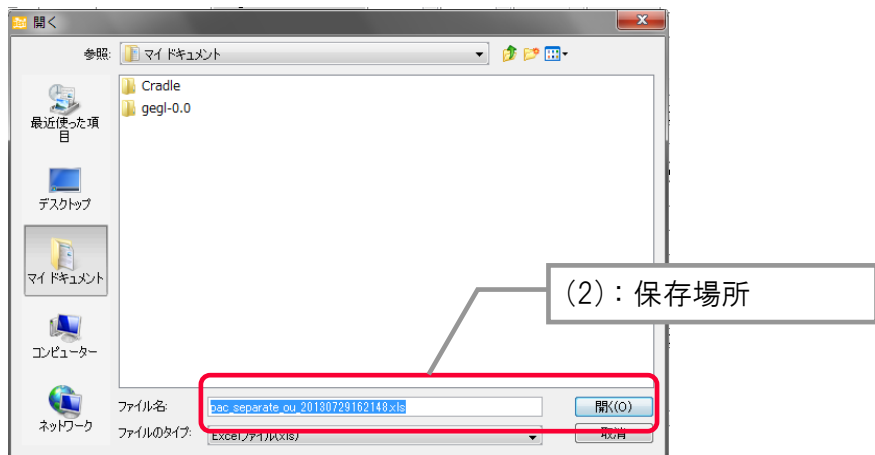 開く
参照:
マイ ドキュメント
Cradle
gegl-0.0
最近使った項
目
デスクトップ
マイ ドキュメント
コンピューター
ネットワーク
(2)：保存場所
ファイル名:
pac_separate_ou_20130729162148.xls
開く(O)
ファイルのタイプ:
Excelファイル(xls)
取消